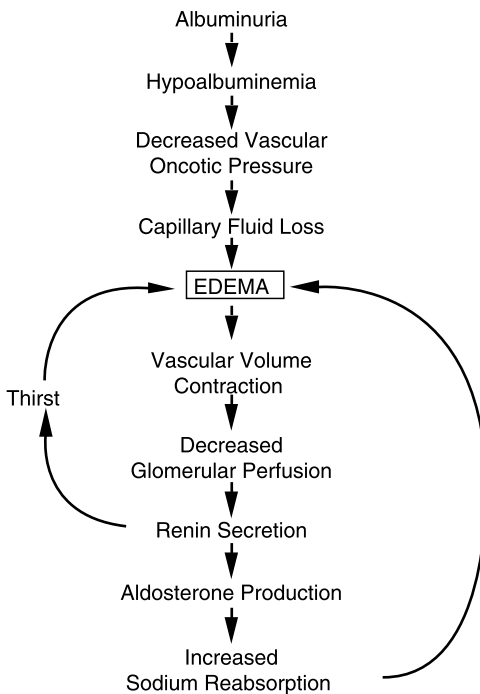 Albuminuria
Hypoalbuminemia
Decreased Vascular
Oncotic Pressure
Capillary Fluid Loss
EDEMA
Vascular Volume
Contraction
Thirst
Decreased
Glomerular Perfusion
Renin Secretion
Aldosterone Production
Increased
Sodium Reabsorption